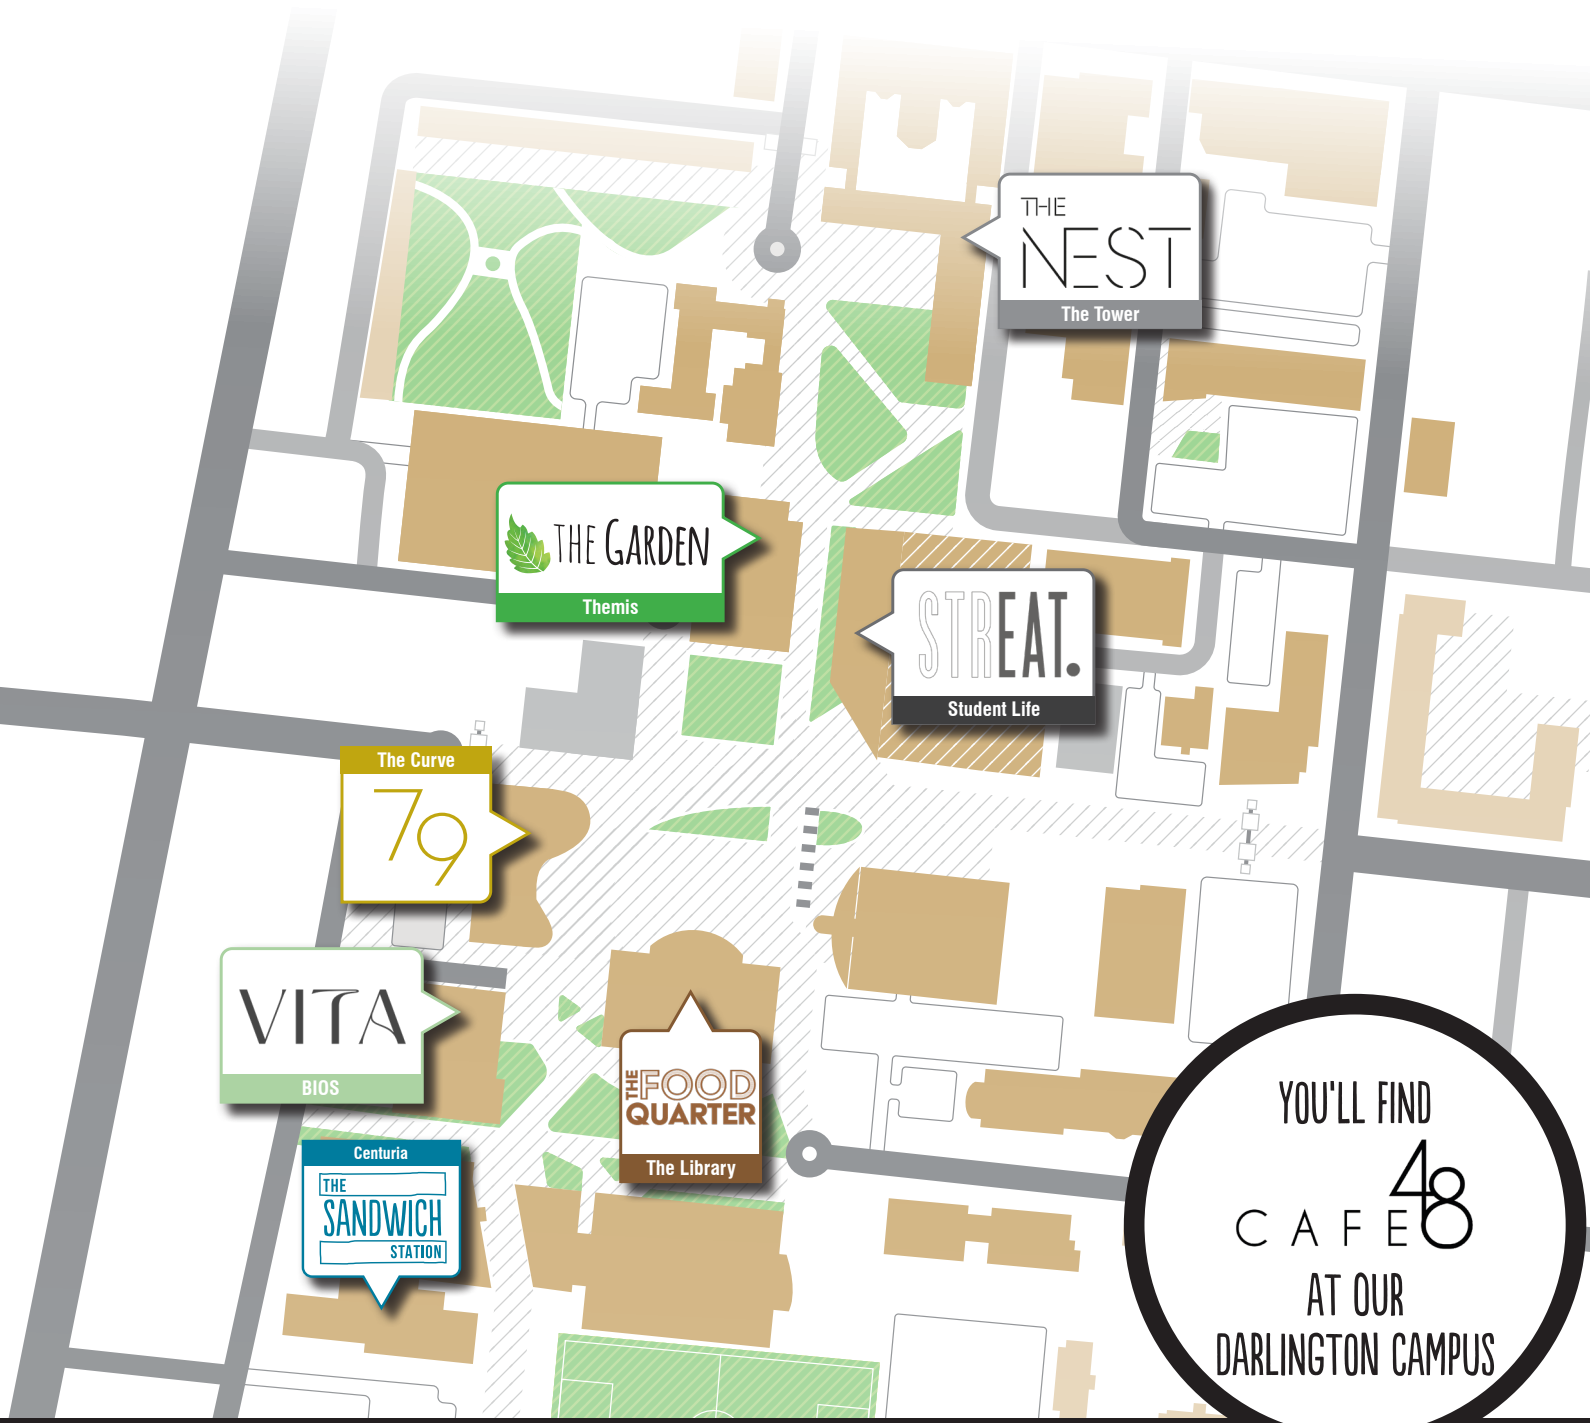 THE
NEST
The Tower
THE GARDEN
Themis
STREAT.
Student Life
The Curve
79
VITA
BIOS
THE
FOOD
QUARTER
The Library
Centuria
THE
SANDWICH
STATION
YOU'LL FIND
CAFE 48
AT OUR
DARLINGTON CAMPUS